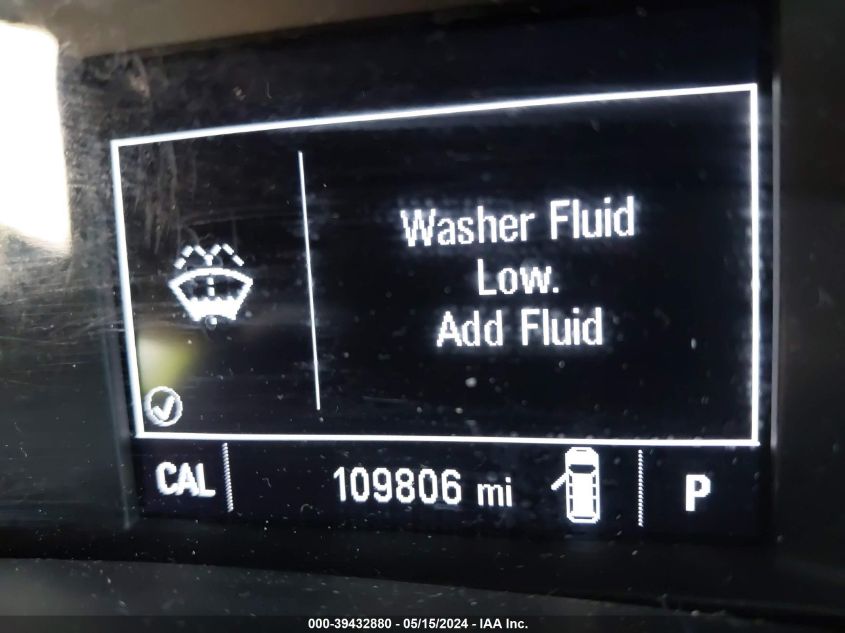 Washer Fluid
Low.
Add Fluid
CAL 109806 mi P
000-39432880 - 05/15/2024 - IAA Inc.